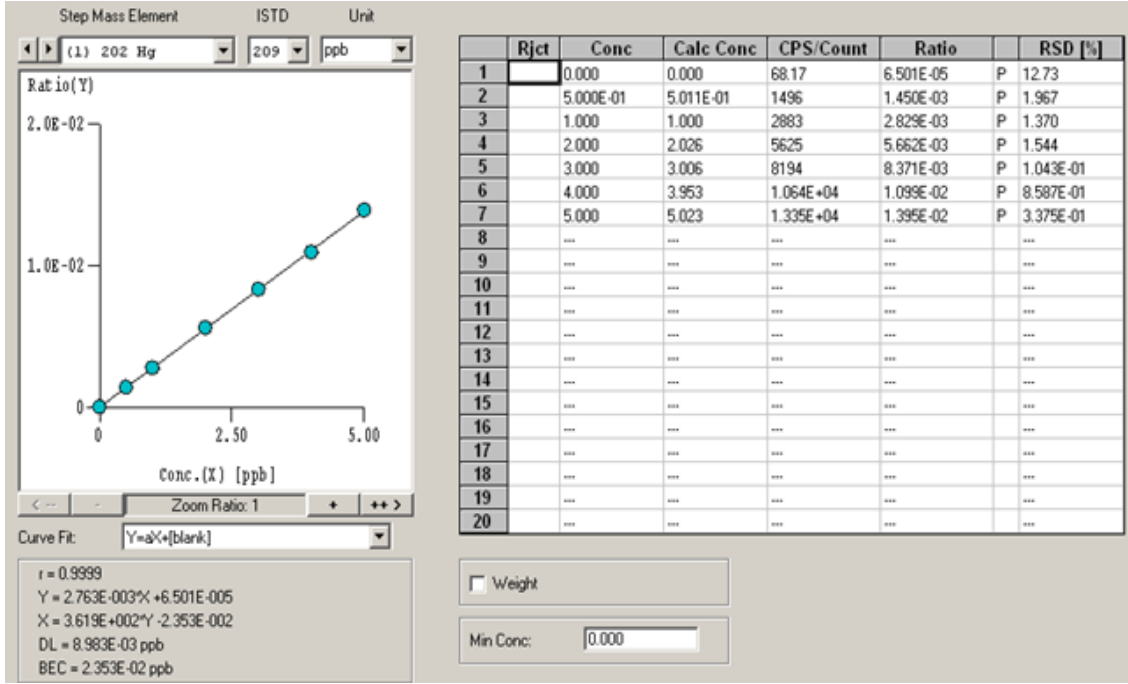 Step Mass Element ISTD Unit
(1) 202 Hg 209 ppb
Ratio(Y)
2.0E-02
1.0E-02
0
0 2.50 5.00
Conc.(X) [ppb]
< -- - Zoom Ratio: 1 + ++ >
Curve Fit: Y=aX+[blank]
r = 0.9999
Y = 2.763E-003*X +6.501E-005
X = 3.619E+002*Y -2.353E-002
DL = 8.983E-03 ppb
BEC = 2.353E-02 ppb
Rjct Conc Calc Conc CPS/Count Ratio RSD [%]
1 0.000 0.000 68.17 6.501E-05 P 12.73
2 5.000E-01 5.011E-01 1496 1.450E-03 P 1.967
3 1.000 1.000 2883 2.829E-03 P 1.370
4 2.000 2.026 5625 5.662E-03 P 1.544
5 3.000 3.006 8194 8.371E-03 P 1.043E-01
6 4.000 3.953 1.064E+04 1.099E-02 P 8.587E-01
7 5.000 5.023 1.335E+04 1.395E-02 P 3.375E-01
8 --- --- --- --- ---
9 --- --- --- --- ---
10 --- --- --- --- ---
11 --- --- --- --- ---
12 --- --- --- --- ---
13 --- --- --- --- ---
14 --- --- --- --- ---
15 --- --- --- --- ---
16 --- --- --- --- ---
17 --- --- --- --- ---
18 --- --- --- --- ---
19 --- --- --- --- ---
20 --- --- --- --- ---
Weight
Min Conc: 0.000